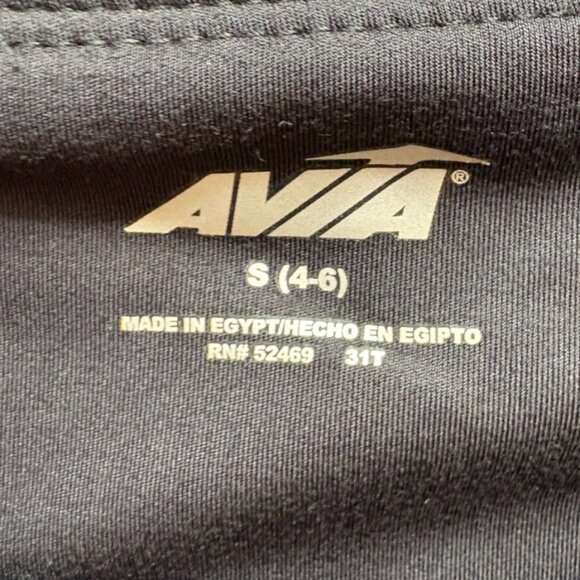 AVIA®
S (4-6)
MADE IN EGYPT/HECHO EN EGIPTO
RN# 52469 31T